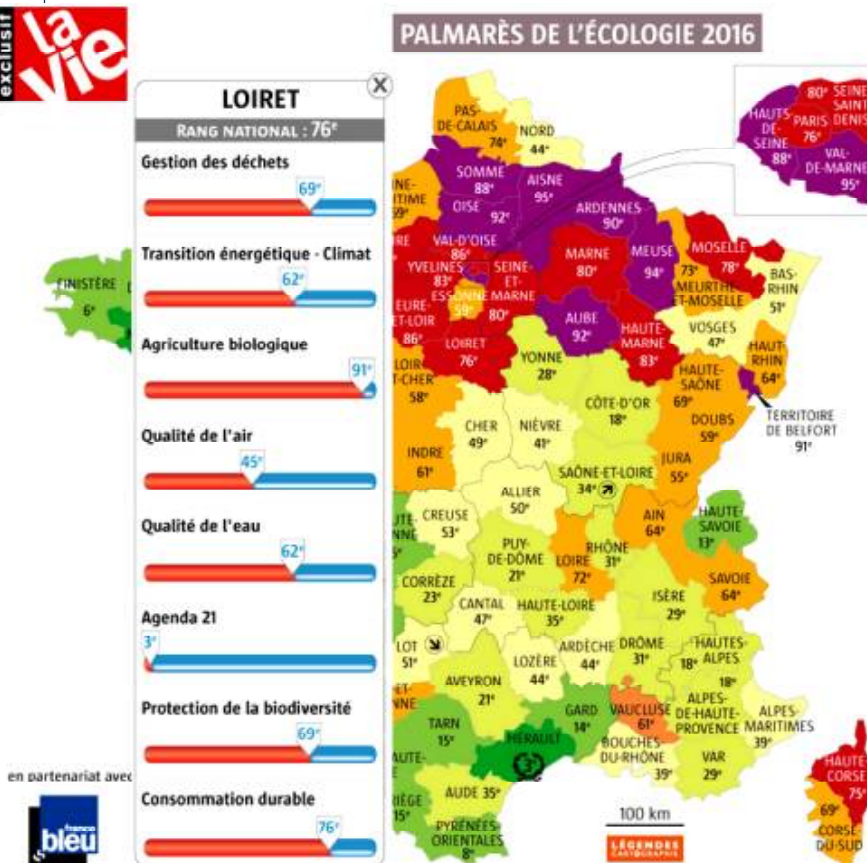 exclusif
la
vie
PALMARÈS DE L'ÉCOLOGIE 2016
LOIRET
X
RANG NATIONAL : 76e
Gestion des déchets
69e
Transition énergétique - Climat
62e
Agriculture biologique
91e
Qualité de l'air
45e
Qualité de l'eau
62e
Agenda 21
3e
Protection de la biodiversité
69e
Consommation durable
76e
en partenariat avec
france
bleu
FINISTÈRE
6e
PAS-
DE-CALAIS
74e
NORD
44e
SOMME
88e
AISNE
95e
OISE
92e
ARDENNES
90e
VAL-D'OISE
86e
YVELINES
83e
ESSONNE
59e
SEINE-
ET-
MARNE
80e
MARNE
80e
MEUSE
94e
MOSELLE
78e
73e
MEURTHE-
ET-MOSELLE
BAS-
RHIN
51e
EURE-
ET-LOIR
86e
LOIRET
76e
AUBE
92e
HAUTE-
MARNE
83e
VOSGES
47e
HAUT-
RHIN
64e
YONNE
28e
HAUTE-
SAÔNE
69e
TERRITOIRE
DE BELFORT
91e
58e
CÔTE-D'OR
18e
DOUBS
59e
CHER
49e
NIÈVRE
41e
INDRE
61e
SAÔNE-ET-LOIRE
34e
JURA
55e
ALLIER
50e
CREUSE
53e
AIN
64e
HAUTE-
SAVOIE
13e
PUY-
DE-DÔME
21e
LOIRE
72e
RHÔNE
31e
SAVOIE
64e
CORRÈZE
23e
ISÈRE
29e
CANTAL
47e
HAUTE-LOIRE
35e
LOT
51e
LOZÈRE
44e
ARDÈCHE
44e
DRÔME
31e
HAUTES-
ALPES
18e
18e
ALPES-
DE-HAUTE-
PROVENCE
AVEYRON
21e
GARD
14e
VAUCLUSE
61e
ALPES-
MARITIMES
39e
TARN
15e
HÉRAULT
3e
BOUCHES-
DU-RHÔNE
39e
VAR
29e
AUDE 35e
15e
PYRÉNÉES-
ORIENTALES
8e
100 km
LÉGENDES
CARTOGRAPHIE
HAUTE-
CORSE
75e
69e
CORSE-
DU-SUD
80e
SEINE
SAINT
DENIS
HAUTS-
DE-
SEINE
88e
PARIS
76e
VAL-
DE-MARNE
95e